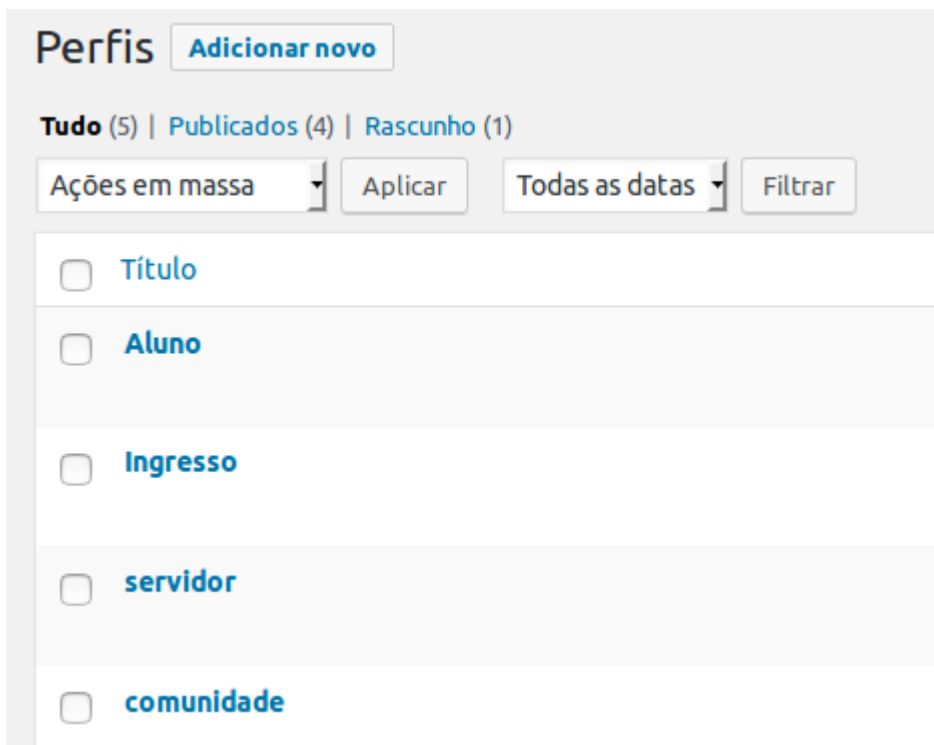 Perfis Adicionar novo
Tudo (5) | Publicados (4) | Rascunho (1)
Ações em massa Aplicar Todas as datas Filtrar
Título
Aluno
Ingresso
servidor
comunidade